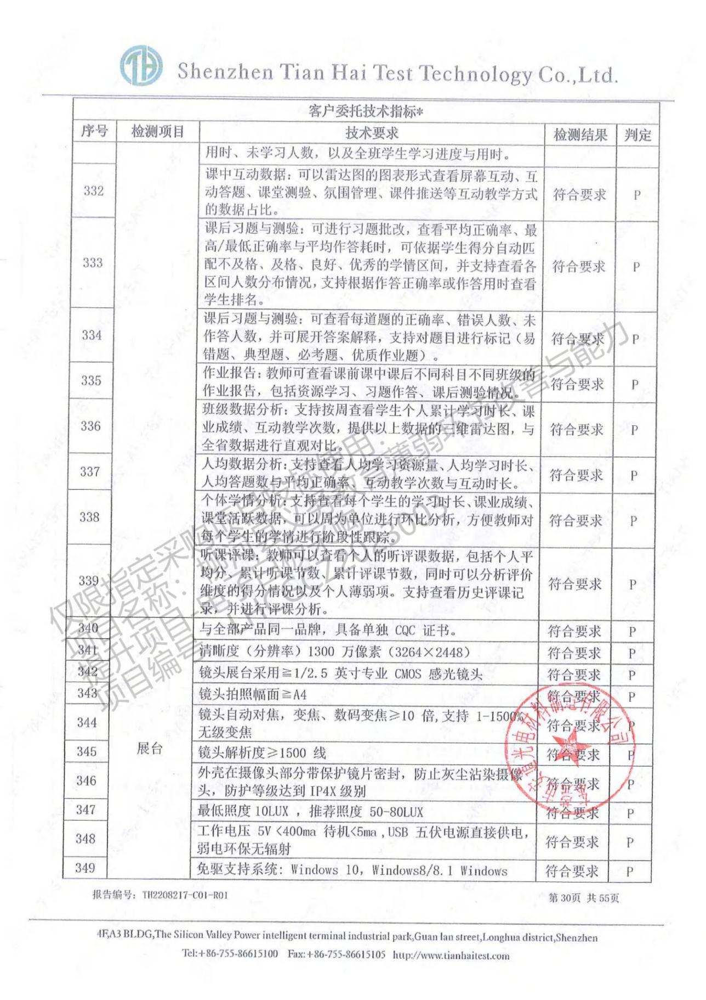 TH
Shenzhen Tian Hai Test Technology Co.,Ltd.
客户委托技术指标*
序号 检测项目 技术要求 检测结果 判定
用时、未学习人数，以及全班学生学习进度与用时。
332 课中互动数据：可以雷达图的图表形式查看屏幕互动、互
动答题、课堂测验、氛围管理、课件推送等互动教学方式
的数据占比。
符合要求 P
333 课后习题与测验：可进行习题批改，查看平均正确率、最
高/最低正确率与平均作答耗时，可依据学生得分自动匹
配不及格、及格、良好、优秀的学情区间，并支持查看各
区间人数分布情况，支持根据作答正确率或作答用时查看
学生排名。
符合要求 P
334 课后习题与测验：可查看每道题的正确率、错误人数、未
作答人数，并可展开答案解释，支持对题目进行标记（易
错题、典型题、必考题、优质作业题）。
符合要求 P
335 作业报告：教师可查看课前课中课后不同科目不同班级的
作业报告，包括资源学习、习题作答、课后测验情况。
符合要求 P
336 班级数据分析：支持按周查看学生个人累计学习时长、课
业成绩、互动教学次数，提供以上数据的三维雷达图，与
全省数据进行直观对比。
符合要求 P
337 人均数据分析：支持查看人均学习资源量、人均学习时长、
人均答题数与平均正确率、互动教学次数与互动时长。
符合要求 P
338 个体学情分析：支持查看每个学生的学习时长、课业成绩、
课堂活跃数据，可以周为单位进行环比分析，方便教师对
每个学生的学情进行阶段性跟踪。
符合要求 P
339 听课评课：教师可以查看个人的听评课数据，包括个人平
均分、累计听课节数、累计评课节数，同时可以分析评价
维度的得分情况以及个人薄弱项。支持查看历史评课记
录，并进行评课分析。
符合要求 P
展台
340 与全部产品同一品牌，具备单独 CQC 证书。 符合要求 P
341 清晰度（分辨率）1300 万像素（3264×2448） 符合要求 P
342 镜头展台采用≧1/2.5 英寸专业 CMOS 感光镜头 符合要求 P
343 镜头拍照幅面≧A4 符合要求 P
344 镜头自动对焦，变焦、数码变焦≥10 倍,支持 1-1500%
无级变焦
符合要求 P
345 镜头解析度≥1500 线 符合要求 P
346 外壳在摄像头部分带保护镜片密封，防止灰尘沾染摄像
头，防护等级达到 IP4X 级别
符合要求 P
347 最低照度 10LUX ，推荐照度 50-80LUX 符合要求 P
348 工作电压 5V <400ma 待机<5ma ,USB 五伏电源直接供电，
弱电环保无辐射
符合要求 P
349 免驱支持系统: Windows 10, Windows8/8.1 Windows 符合要求 P
仅限指定采购项目投标使用：
项目名称：
义务教育薄弱环节改善与能力
提升项目-电子白板采购
项目编号
2023003
光电材料制造有限公司
报告编号：TH2208217-C01-R01
第 30页 共 55页
4F,A3 BLDG,The Silicon Valley Power intelligent terminal industrial park,Guan lan street,Longhua district,Shenzhen
Tel:+86-755-86615100 Fax:+86-755-86615105 http://www.tianhaitest.com